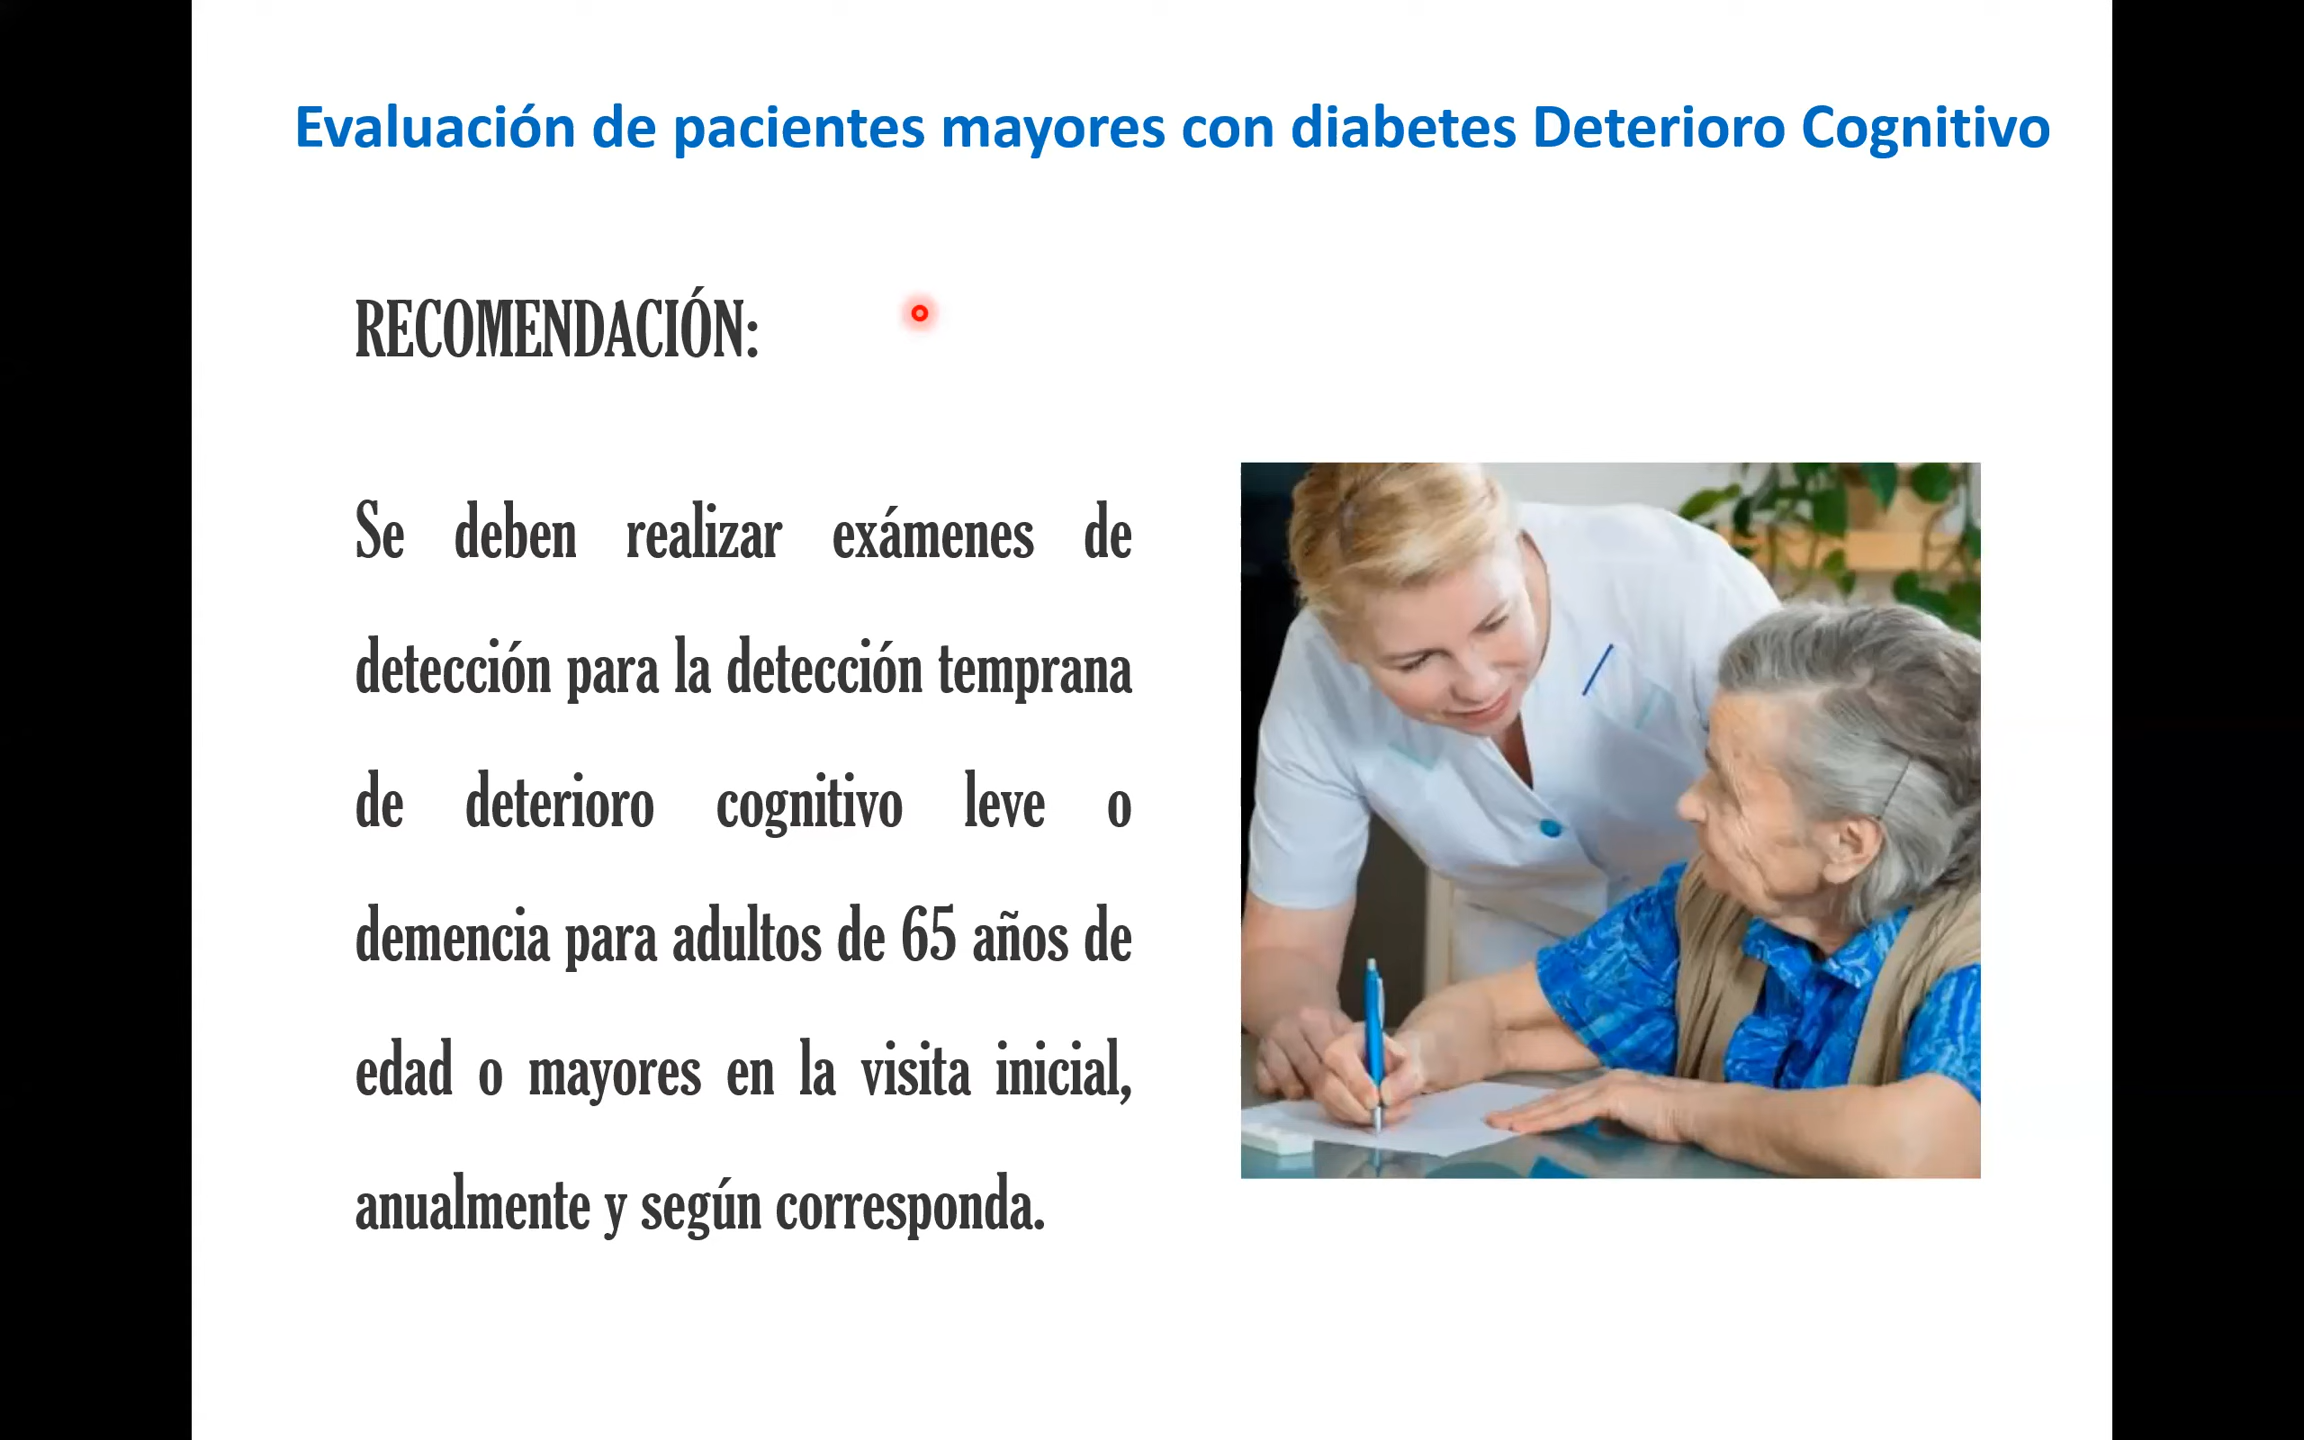 Evaluación de pacientes mayores con diabetes Deterioro Cognitivo
RECOMENDACIÓN:
Se deben realizar exámenes de
detección para la detección temprana
de deterioro cognitivo leve o
demencia para adultos de 65 años de
edad o mayores en la visita inicial,
anualmente y según corresponda.